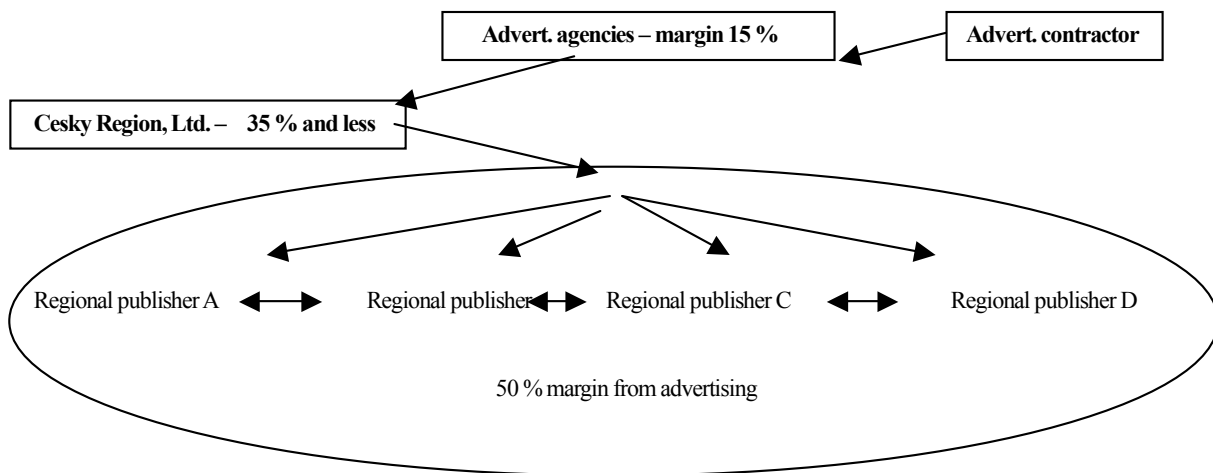 Advert. agencies – margin 15 %
Advert. contractor
Cesky Region, Ltd. – 35 % and less
Regional publisher A
Regional publisher
Regional publisher C
Regional publisher D
50 % margin from advertising